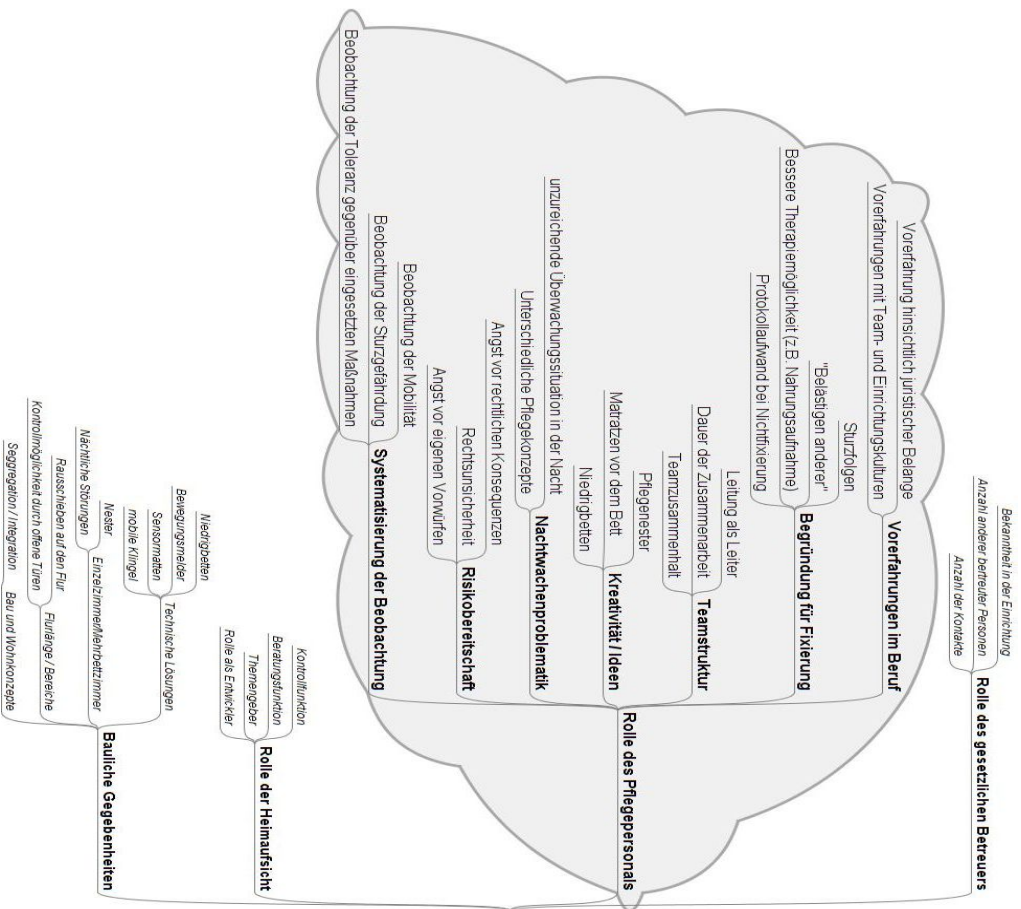 Bekanntheit in der Einrichtung
Anzahl anderer bertreuter Personen
Anzahl der Kontakte
Rolle des gesetzlichen Betreuers
Vorerfahrung hinsichtlich juristischer Belange
Vorerfahrungen mit Team- und Einrichtungskulturen
Vorerfahrungen im Beruf
Sturzfolgen
"Belästigen anderer"
Bessere Therapiemöglichkeit (z.B. Nahrungsaufnahme)
Protokollaufwand bei Nichtfixierung
Begründung für Fixierung
Leitung als Leiter
Dauer der Zusammenarbeit
Teamzusammenhalt
Teamstruktur
Pflegenester
Matratzen vor dem Bett
Niedrigbetten
Kreativität / Ideen
unzureichende Überwachungssituation in der Nacht
Unterschiedliche Pflegekonzepte
Nachtwachenproblematik
Angst vor rechtlichen Konsequenzen
Rechtsunsicherheit
Angst vor eigenen Vorwürfen
Risikobereitschaft
Beobachtung der Mobilität
Beobachtung der Sturzgefährdung
Beobachtung der Toleranz gegenüber eingesetzten Maßnahmen
Systematisierung der Beobachtung
Rolle des Pflegepersonals
Kontrollfunktion
Beratungsfunktion
Themengeber
Rolle als Entwickler
Rolle der Heimaufsicht
Niedrigbetten
Bewegungsmelder
Sensormatten
mobile Klingel
Technische Lösungen
Nester
Nächtliche Störungen
Einzelzimmer/Mehrbettzimmer
Rausschieben auf den Flur
Kontrollmöglichkeit durch offene Türen
Flurlänge / Bereiche
Seggregation / Integration
Bau und Wohnkonzepte
Bauliche Gegebenheiten